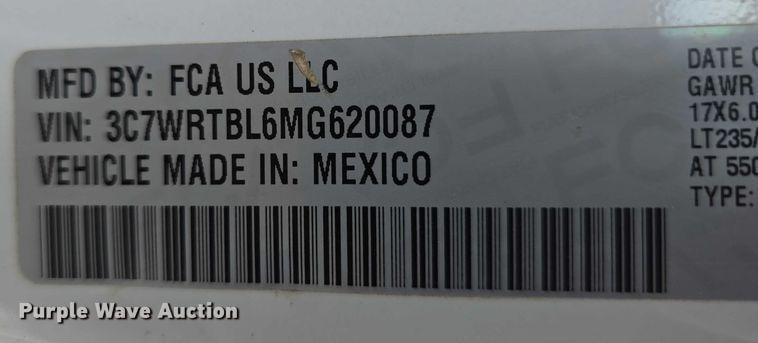 MFD BY: FCA US LLC
VIN: 3C7WRTBL6MG620087
VEHICLE MADE IN: MEXICO
DATE O
GAWR
17X6.0
LT235/
AT 550
TYPE:
Purple Wave Auction